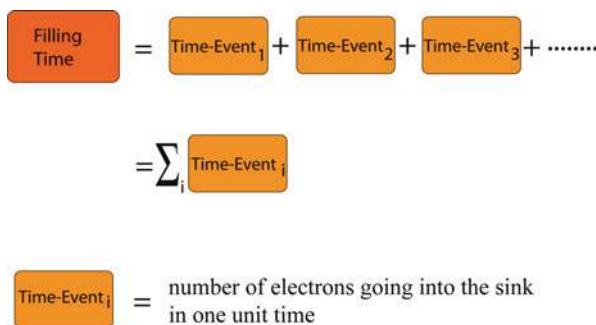 Filling Time = Time-Event1 + Time-Event2 + Time-Event3 + ........
= ∑i Time-Event i
Time-Eventi = number of electrons going into the sink
in one unit time